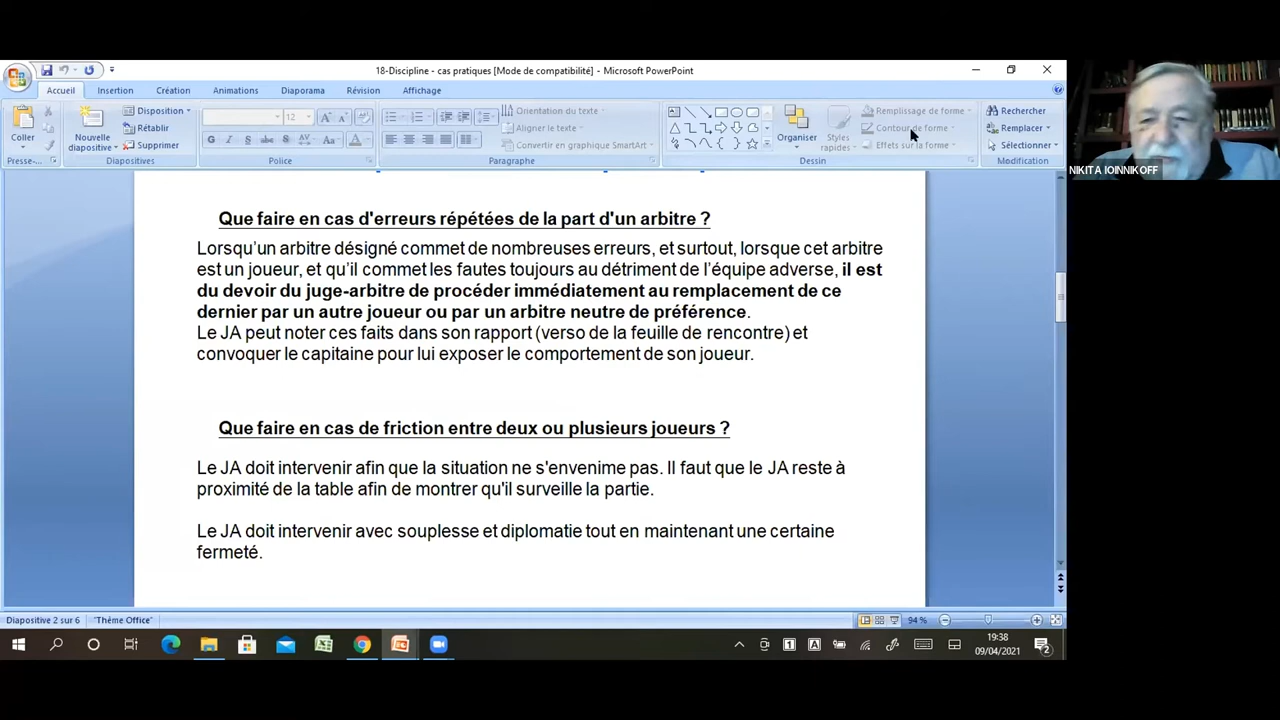 18-Discipline - cas pratiques [Mode de compatibilité] - Microsoft PowerPoint
Accueil Insertion Création Animations Diaporama Révision Affichage
Coller
Presse-...
Nouvelle diapositive
Disposition
Rétablir
Supprimer
Diapositives
12
G I S abe S AV Aa A
Police
Orientation du texte
Aligner le texte
Convertir en graphique SmartArt
Paragraphe
Organiser
Styles rapides
Remplissage de forme
Contour de forme
Effets sur la forme
Dessin
Rechercher
Remplacer
Sélectionner
Modification
NIKITA IOINNIKOFF
Que faire en cas d'erreurs répétées de la part d'un arbitre ?
Lorsqu'un arbitre désigné commet de nombreuses erreurs, et surtout, lorsque cet arbitre
est un joueur, et qu'il commet les fautes toujours au détriment de l'équipe adverse, il est
du devoir du juge-arbitre de procéder immédiatement au remplacement de ce
dernier par un autre joueur ou par un arbitre neutre de préférence.
Le JA peut noter ces faits dans son rapport (verso de la feuille de rencontre) et
convoquer le capitaine pour lui exposer le comportement de son joueur.
Que faire en cas de friction entre deux ou plusieurs joueurs ?
Le JA doit intervenir afin que la situation ne s'envenime pas. Il faut que le JA reste à
proximité de la table afin de montrer qu'il surveille la partie.
Le JA doit intervenir avec souplesse et diplomatie tout en maintenant une certaine
fermeté.
Diapositive 2 sur 6 "Thème Office" 94 %
19:38
09/04/2021
2